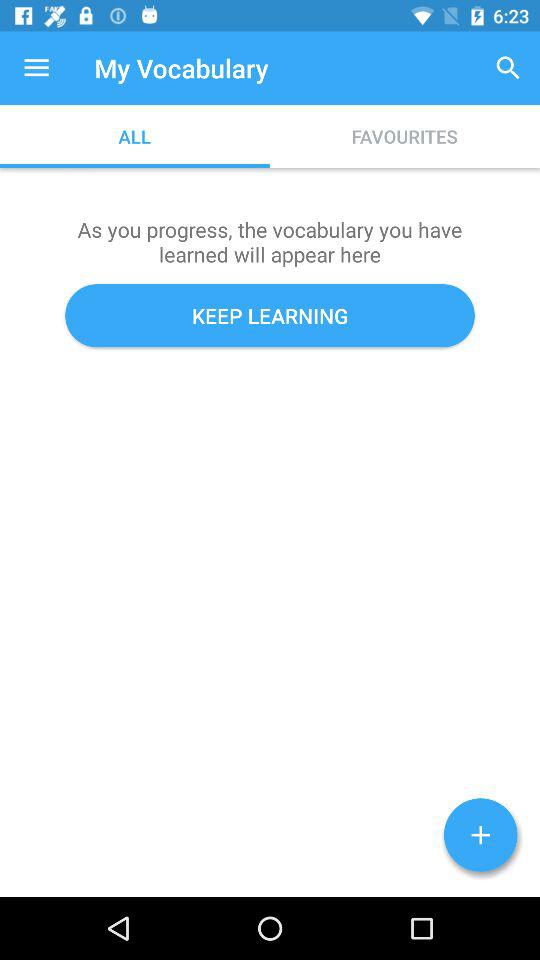 6:23
My Vocabulary
ALL
FAVOURITES
As you progress, the vocabulary you have
learned will appear here
KEEP LEARNING